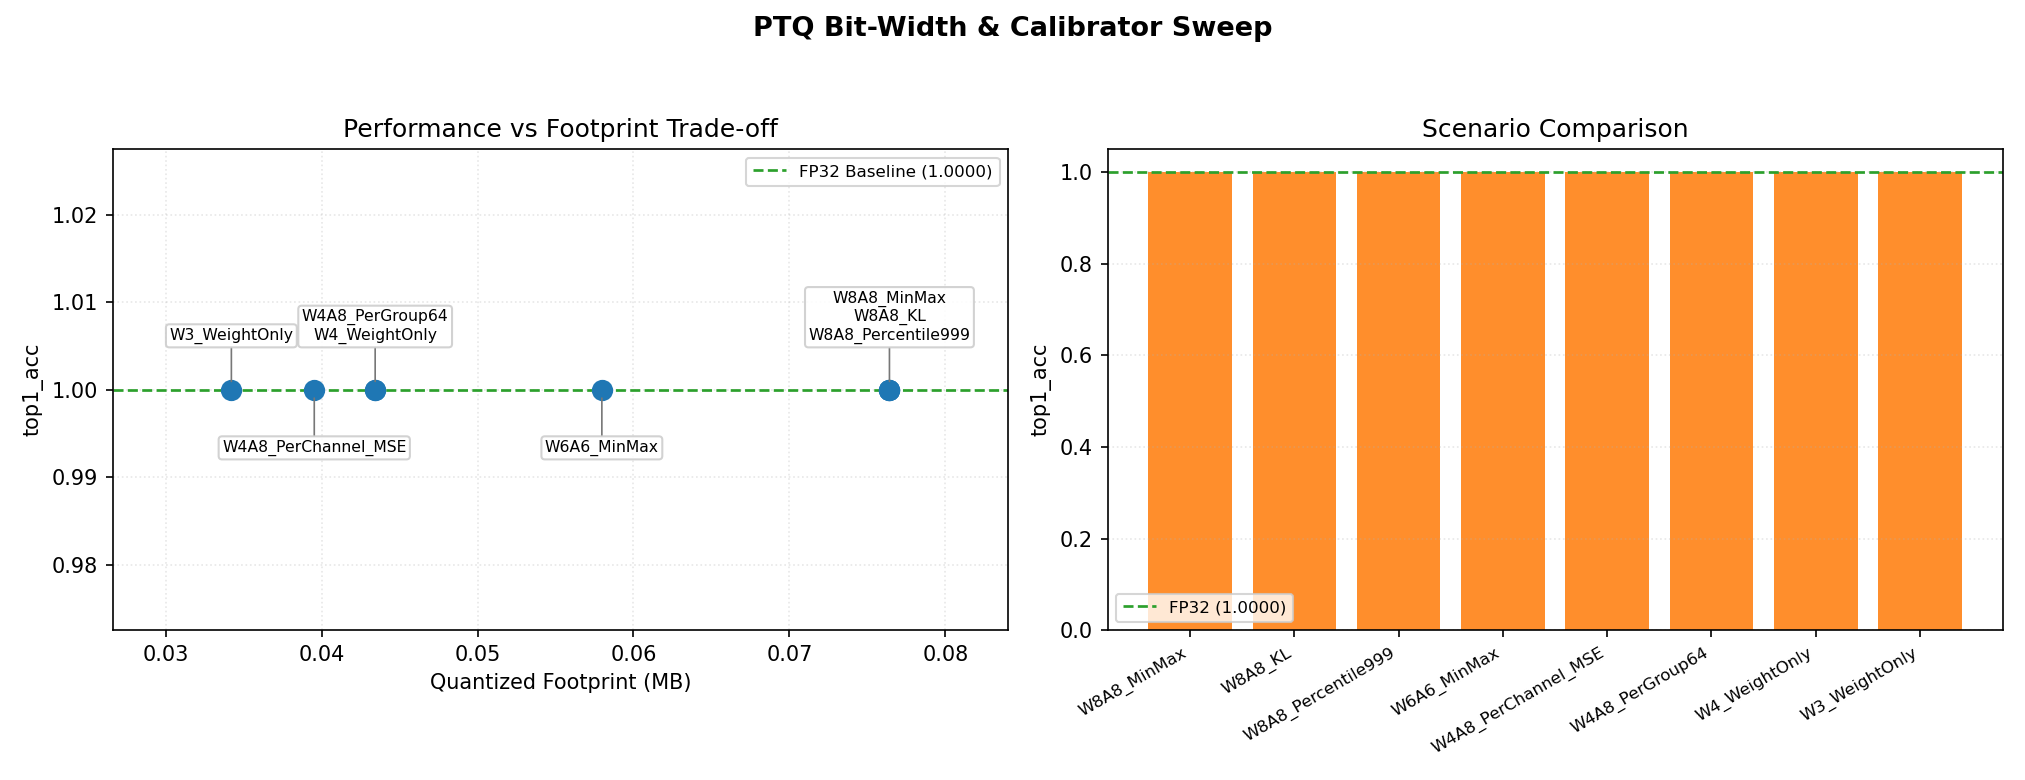 PTQ Bit-Width & Calibrator Sweep
Performance vs Footprint Trade-off
FP32 Baseline (1.0000)
top1_acc
1.02
1.01
1.00
0.99
0.98
W3_WeightOnly
W4A8_PerGroup64
W4_WeightOnly
W8A8_MinMax
W8A8_KL
W8A8_Percentile999
W4A8_PerChannel_MSE
W6A6_MinMax
0.03
0.04
0.05
0.06
0.07
0.08
Quantized Footprint (MB)
Scenario Comparison
top1_acc
1.0
0.8
0.6
0.4
0.2
0.0
FP32 (1.0000)
W8A8_MinMax
W8A8_KL
W8A8_Percentile999
W6A6_MinMax
W4A8_PerChannel_MSE
W4A8_PerGroup64
W4_WeightOnly
W3_WeightOnly